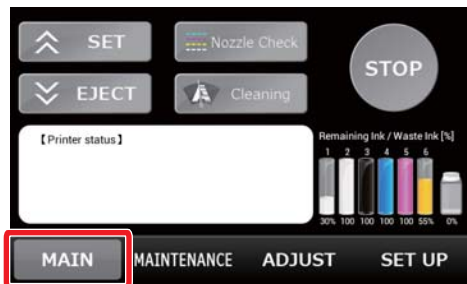 SET
Nozzle Check
STOP
EJECT
Cleaning
【Printer status】
Remaining Ink / Waste Ink [%]
1 2 3 4 5 6
30% 100 100 100 100 55% 0%
MAIN MAINTENANCE ADJUST SET UP